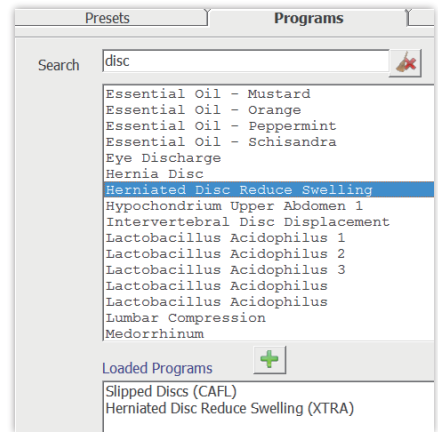 Presets
Programs
Search
disc
Essential Oil - Mustard
Essential Oil - Orange
Essential Oil - Peppermint
Essential Oil - Schisandra
Eye Discharge
Hernia Disc
Herniated Disc Reduce Swelling
Hypochondrium Upper Abdomen 1
Intervertebral Disc Displacement
Lactobacillus Acidophilus 1
Lactobacillus Acidophilus 2
Lactobacillus Acidophilus 3
Lactobacillus Acidophilus
Lactobacillus Acidophilus
Lumbar Compression
Medorrhinum
Loaded Programs
Slipped Discs (CAFL)
Herniated Disc Reduce Swelling (XTRA)